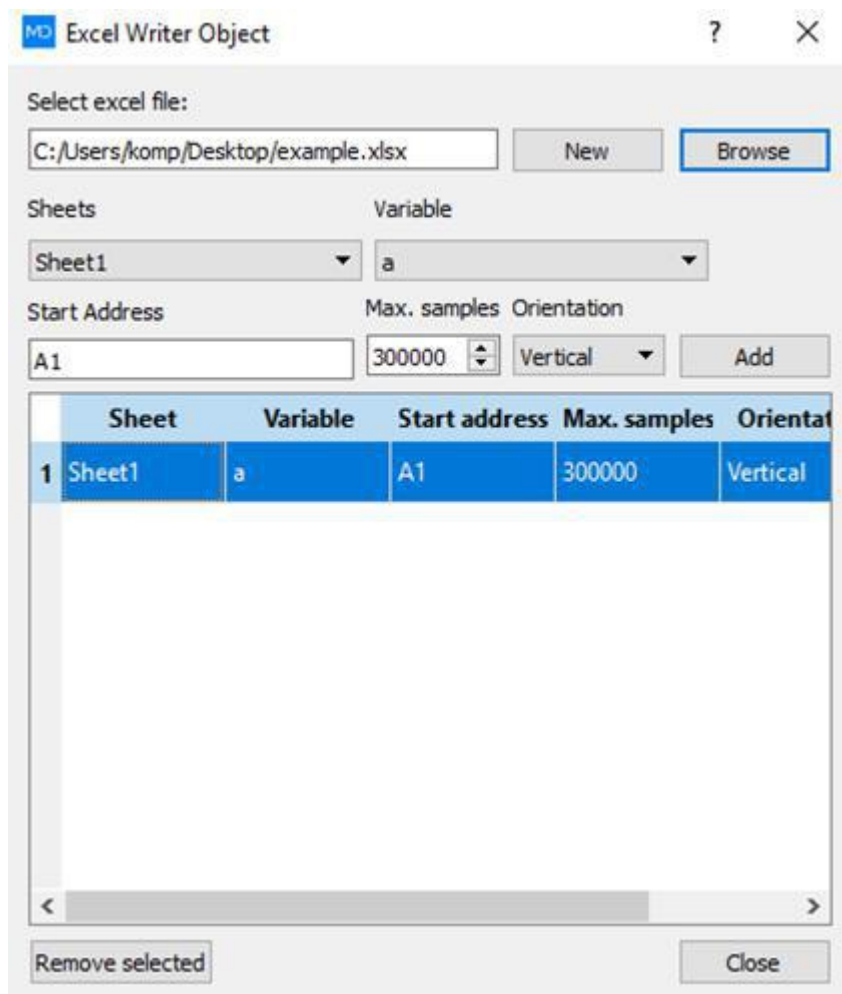 MD Excel Writer Object ?
Select excel file:
C:/Users/komp/Desktop/example.xlsx New Browse
Sheets Variable
Sheet1 a
Start Address Max. samples Orientation
A1 300000 Vertical Add
Sheet Variable Start address Max. samples Orientat
1 Sheet1 a A1 300000 Vertical
Remove selected Close